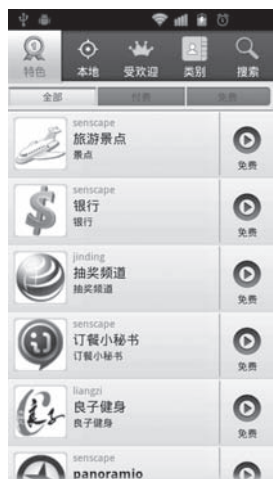 特色 本地 受欢迎 类别 搜索
全部 付费 免费
senscape
旅游景点
景点
免费
senscape
银行
银行
免费
jinding
抽奖频道
抽奖频道
免费
senscape
订餐小秘书
订餐小秘书
免费
liangzi
良子健身
良子健身
免费
senscape
panoramio